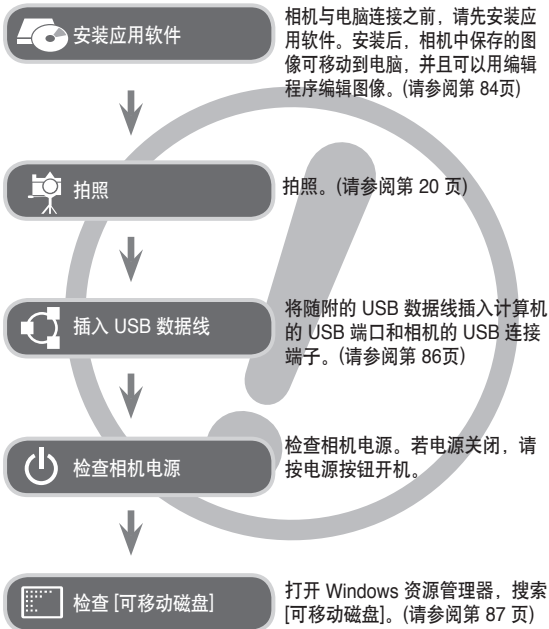 安装应用软件
相机与电脑连接之前，请先安装应
用软件。安装后，相机中保存的图
像可移动到电脑，并且可以用编辑
程序编辑图像。(请参阅第 84页)
拍照
拍照。(请参阅第 20 页)
插入 USB 数据线
将随附的 USB 数据线插入计算机
的 USB 端口和相机的 USB 连接
端子。(请参阅第 86页)
检查相机电源
检查相机电源。若电源关闭，请
按电源按钮开机。
检查 [可移动磁盘]
打开 Windows 资源管理器，搜索
[可移动磁盘]。(请参阅第 87 页)